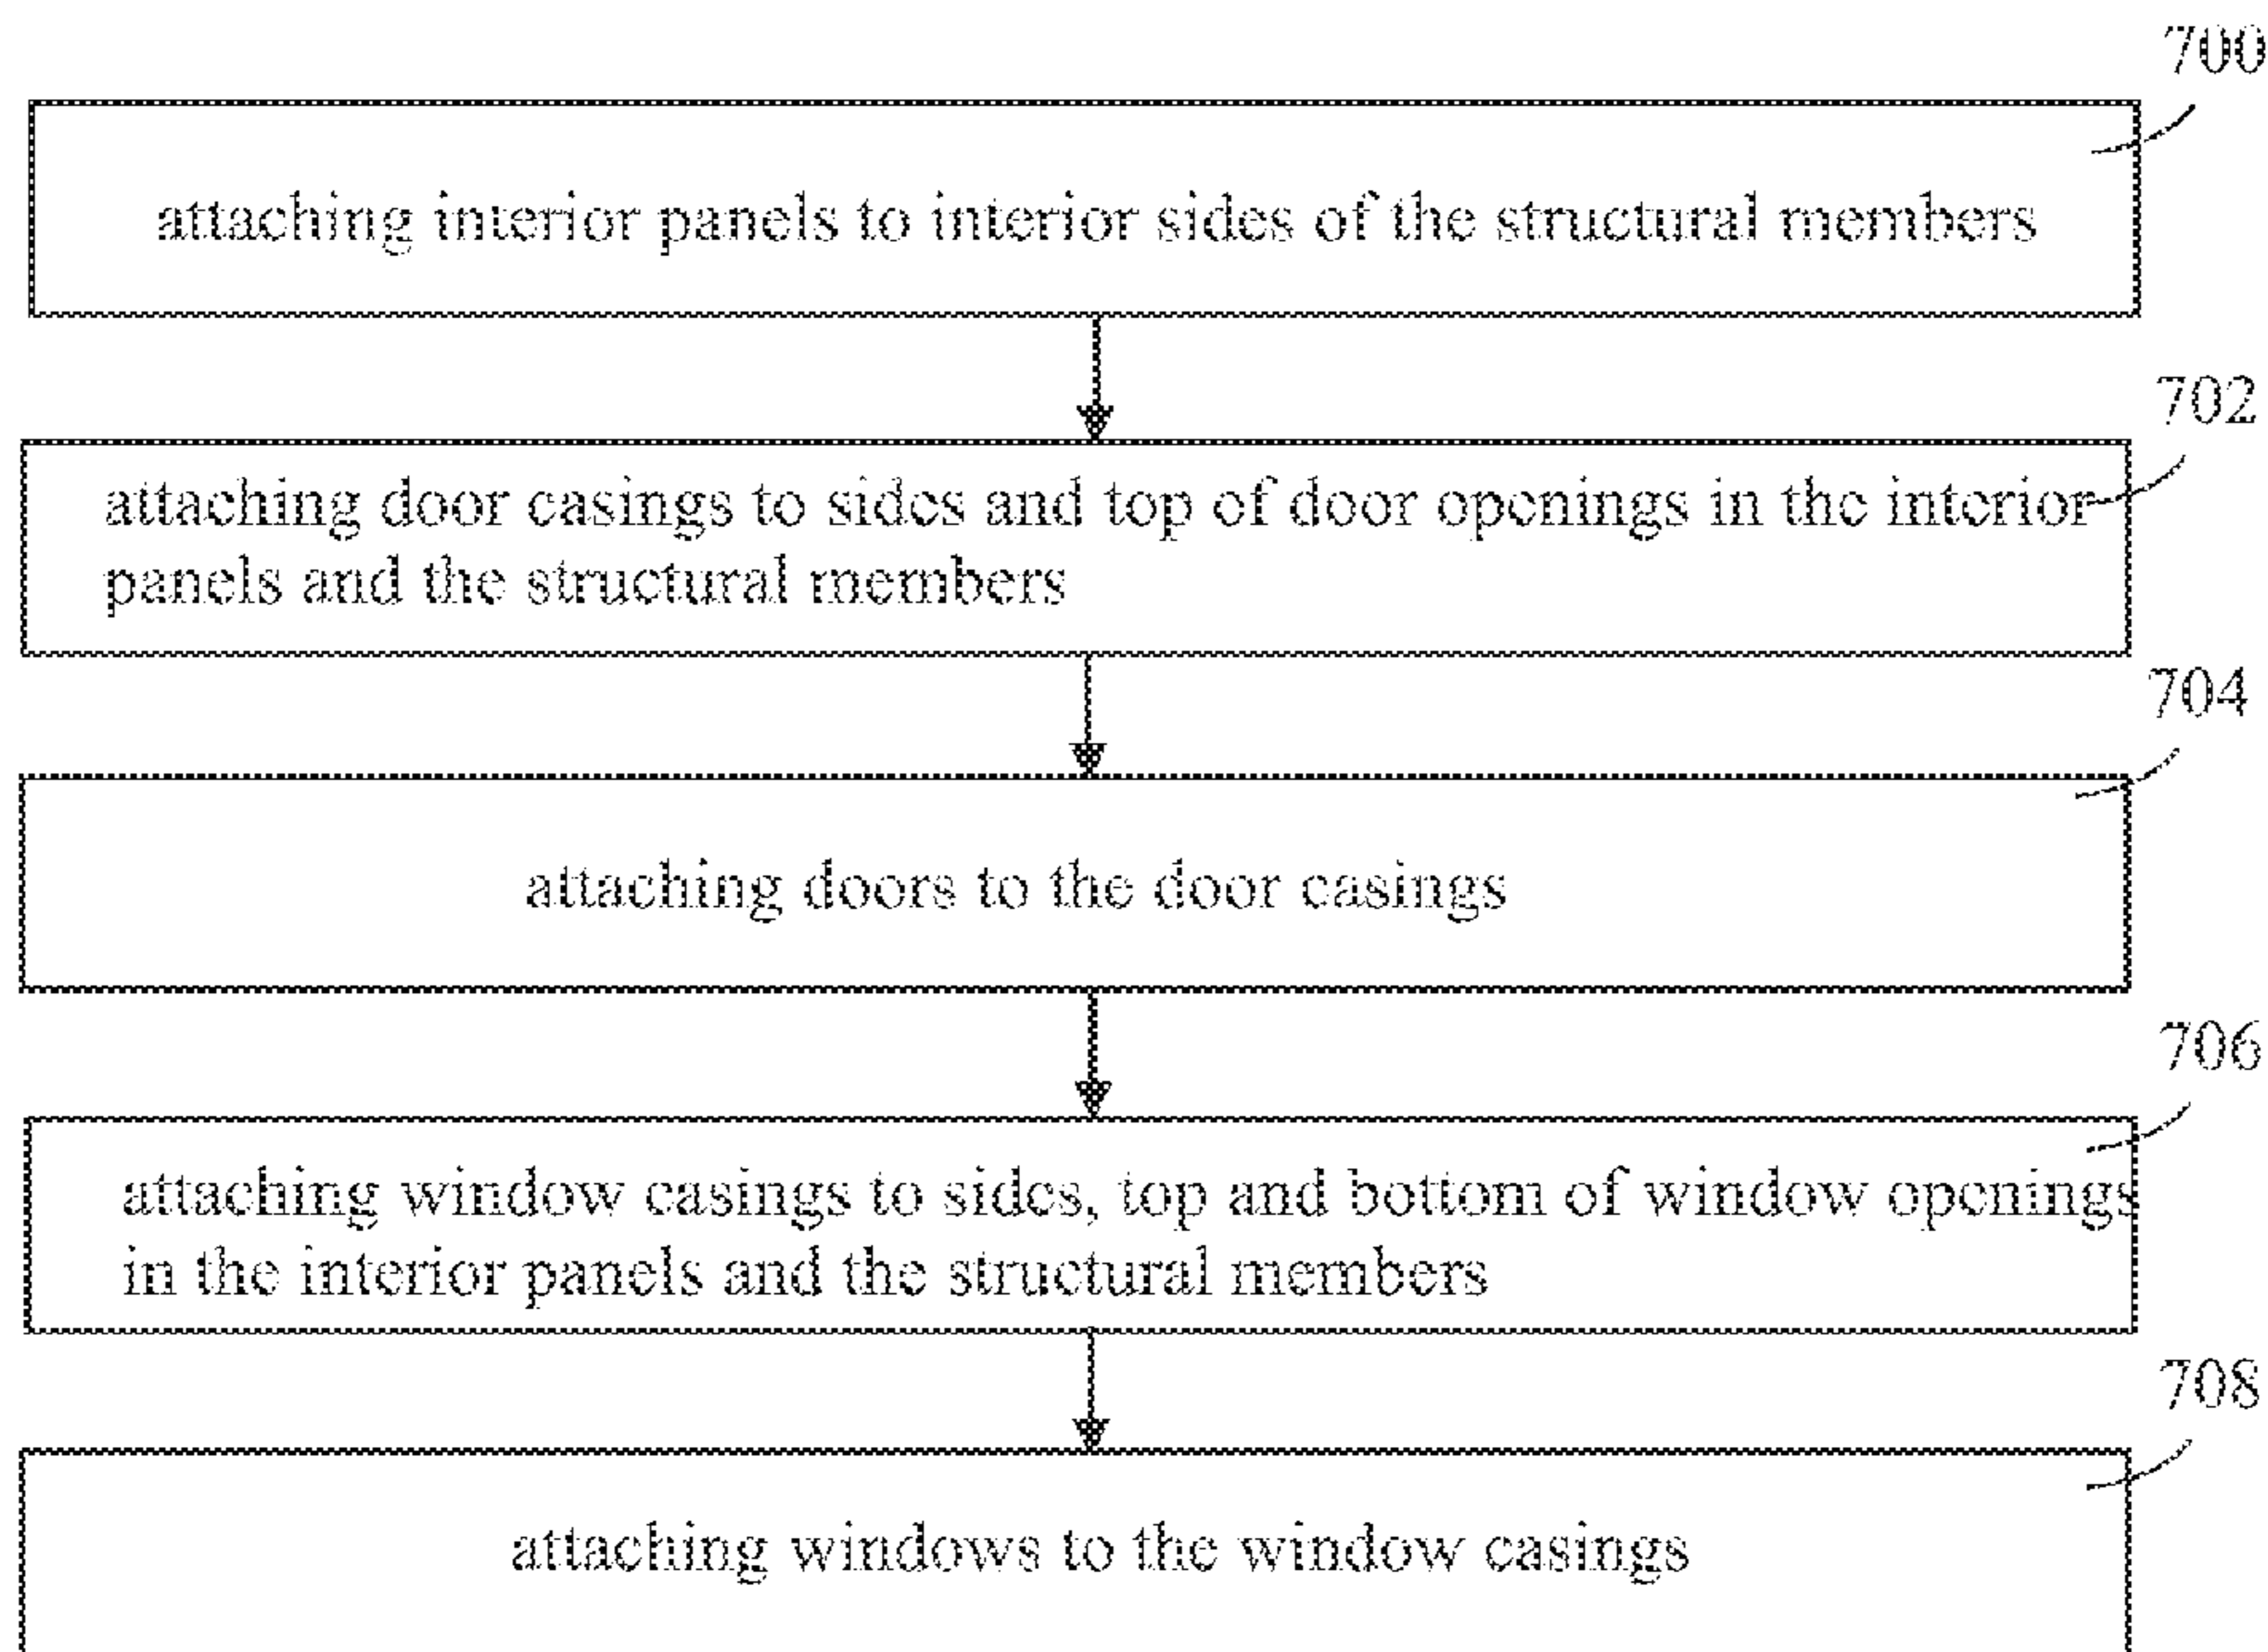 700
attaching interior panels to interior sides of the structural members
702
attaching door casings to sides and top of door openings in the interior
panels and the structural members
704
attaching doors to the door casings
706
attaching window casings to sides, top and bottom of window openings
in the interior panels and the structural members
708
attaching windows to the window casings